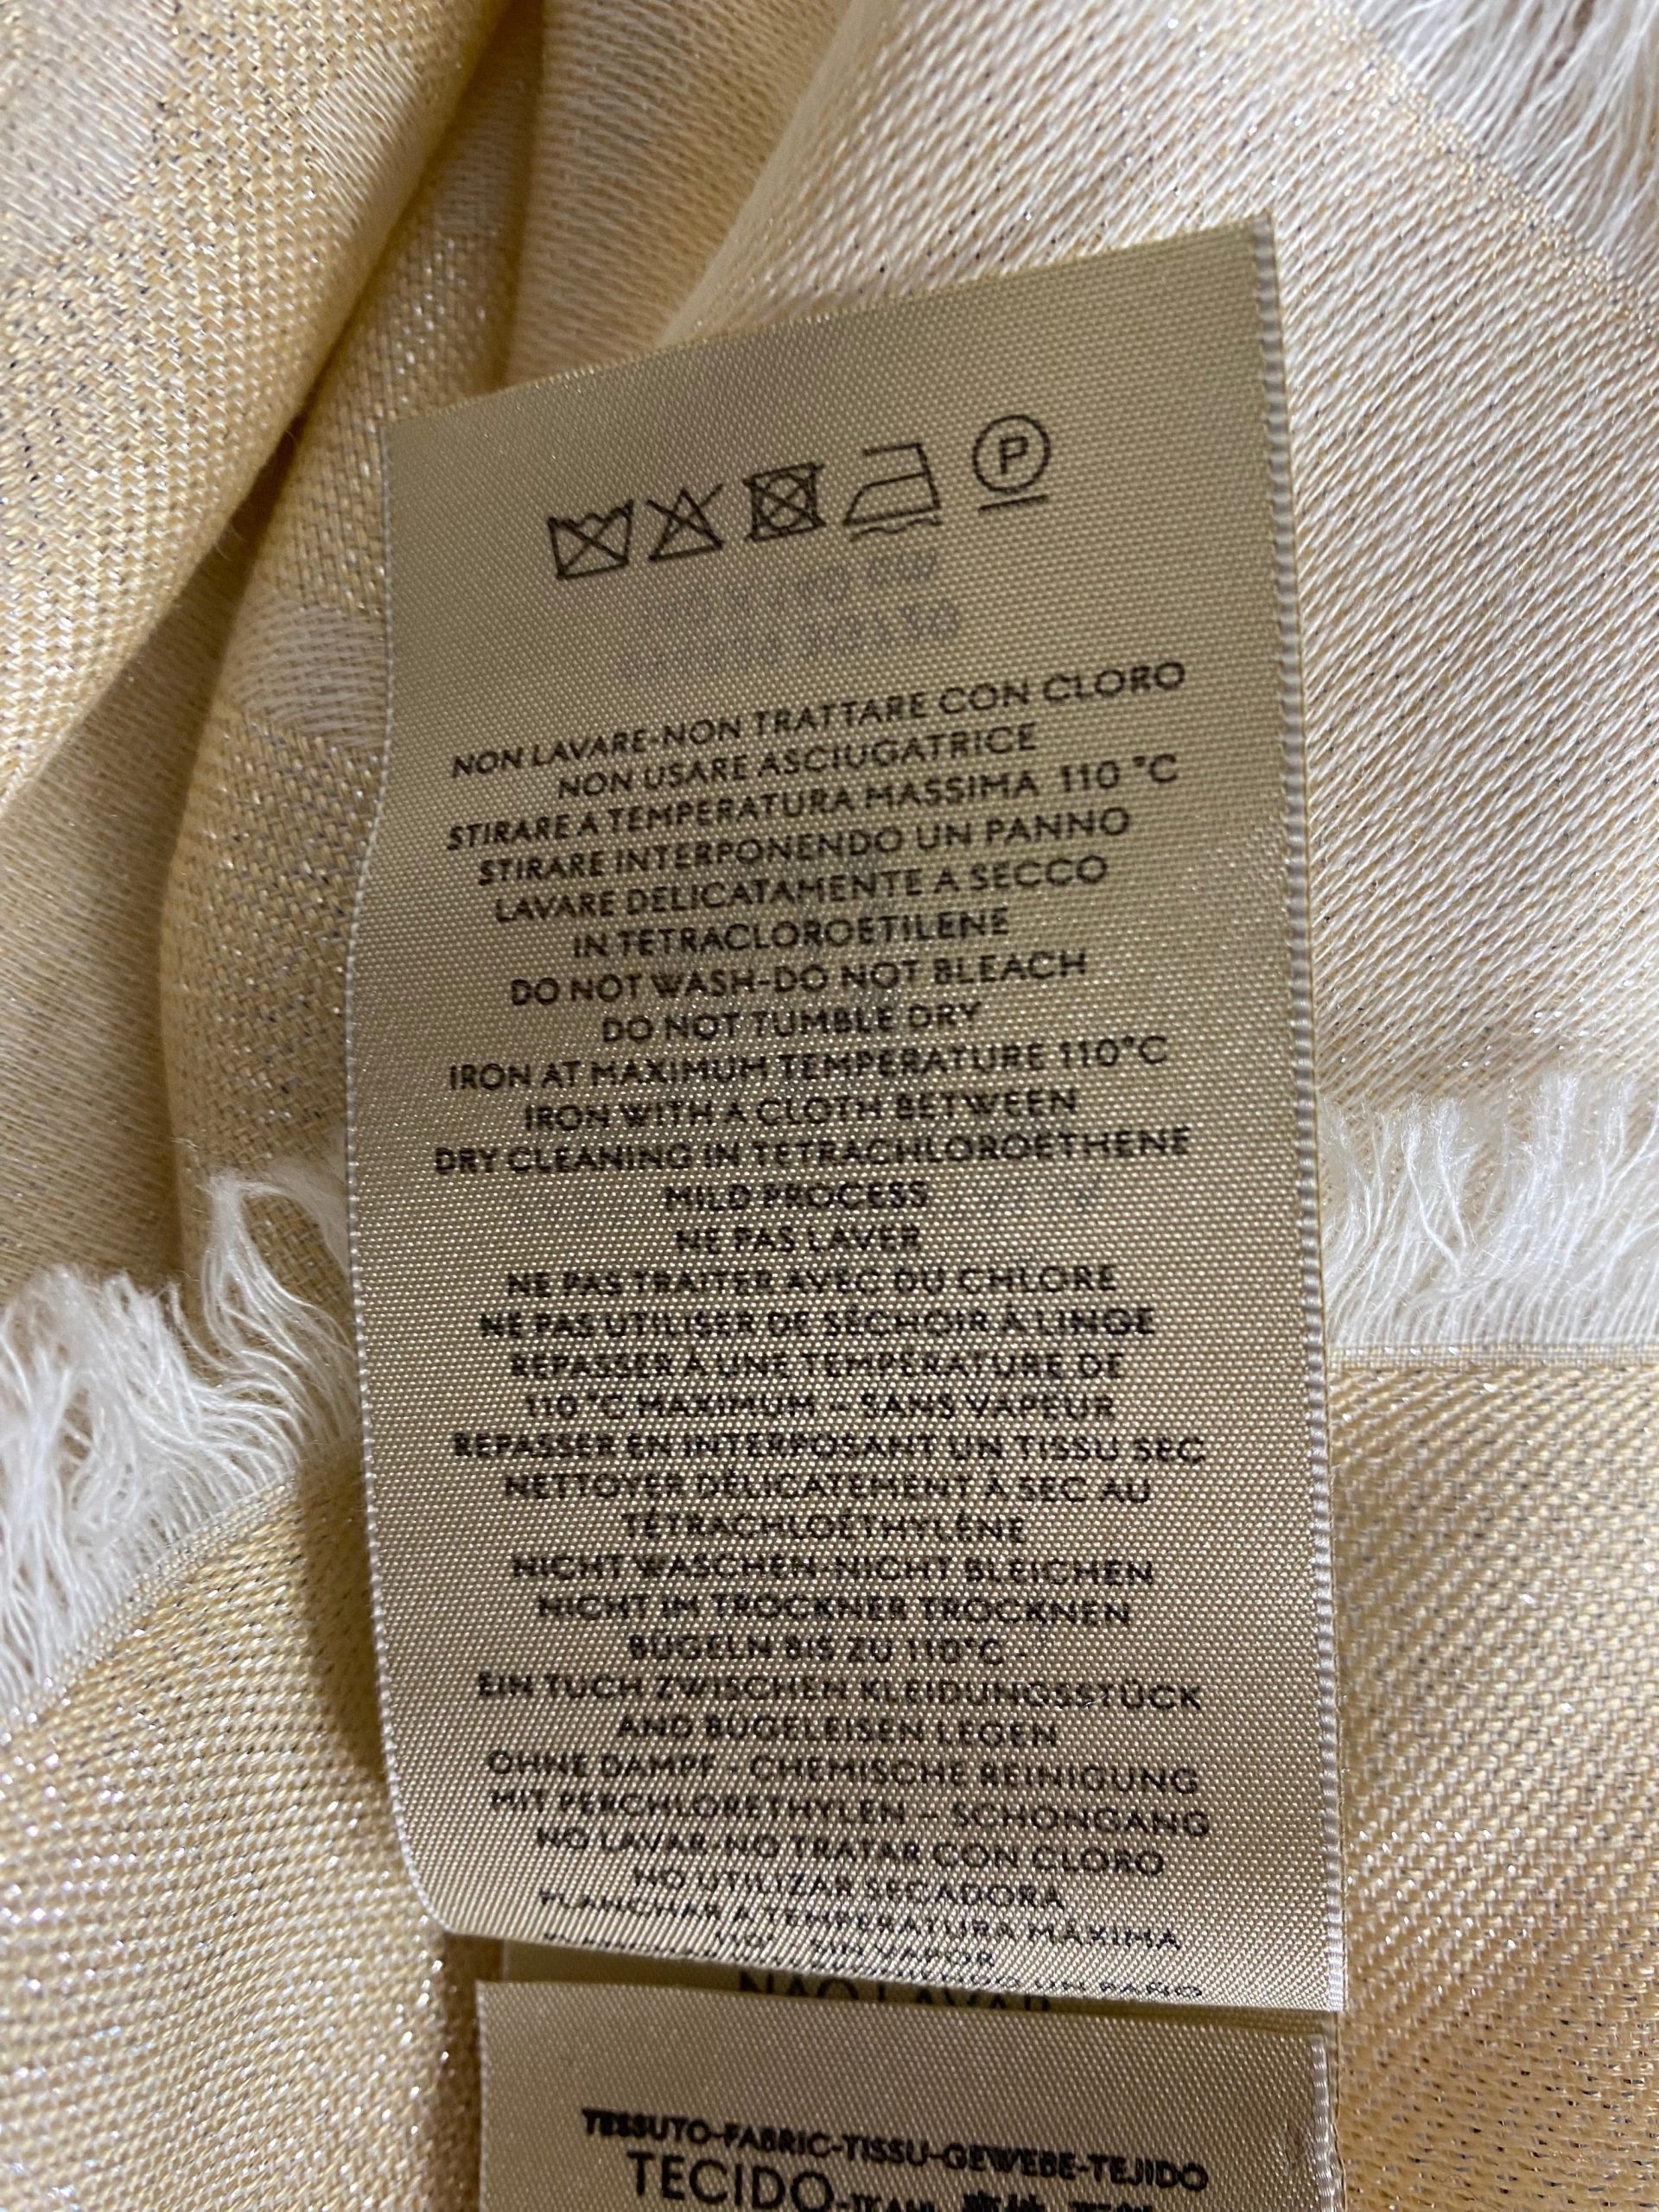 P
NON LAVARE-NON TRATTARE CON CLORO
NON USARE ASCIUGATRICE
STIRARE A TEMPERATURA MASSIMA 110 °C
STIRARE INTERPONENDO UN PANNO
LAVARE DELICATAMENTE A SECCO
IN TETRACLOROETILENE
DO NOT WASH-DO NOT BLEACH
DO NOT TUMBLE DRY
IRON AT MAXIMUM TEMPERATURE 110°C
IRON WITH A CLOTH BETWEEN
DRY CLEANING IN TETRACHLOROETHENE
MILD PROCESS
NE PAS LAVER
NE PAS TRAITER AVEC DU CHLORE
NE PAS UTILISER DE SÉCHOIR À LINGE
REPASSER À UNE TEMPÉRATURE DE
110 °C MAXIMUM – SANS VAPEUR
REPASSER EN INTERPOSANT UN TISSU SEC
NETTOYER DÉLICATEMENT À SEC AU
TÉTRACHLOÉTHYLÈNE
NICHT WASCHEN-NICHT BLEICHEN
NICHT IM TROCKNER TROCKNEN
BÜGELN BIS ZU 110°C -
EIN TUCH ZWISCHEN KLEIDUNGSSTÜCK
AND BÜGELEISEN LEGEN
OHNE DAMPF - CHEMISCHE REINIGUNG
MIT PERCHLORETHYLEN – SCHONGANG
NO LAVAR-NO TRATAR CON CLORO
NO UTILIZAR SECADORA
PLANCHAR A TEMPERATURA MÁXIMA
SIN VAPOR
UN PAÑO
NÃO LAVAR
TESSUTO-FABRIC-TISSU-GEWEBE-TEJIDO
TECIDO